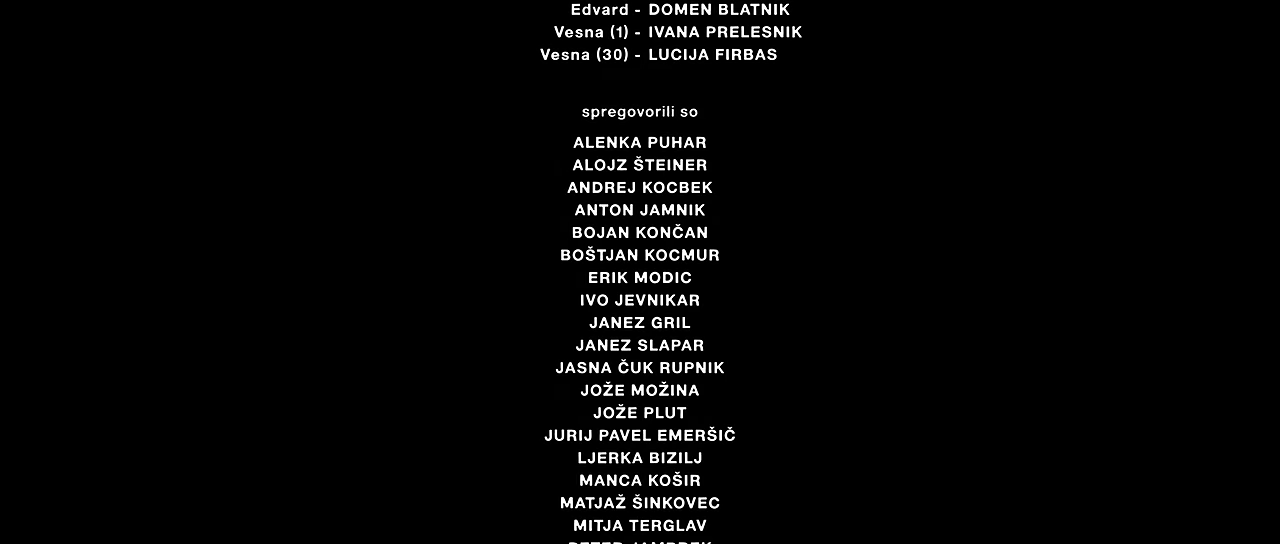 Edvard - DOMEN BLATNIK
Vesna (1) - IVANA PRELESNIK
Vesna (30) - LUCIJA FIRBAS
spregovorili so
ALENKA PUHAR
ALOJZ ŠTEINER
ANDREJ KOCBEK
ANTON JAMNIK
BOJAN KONČAN
BOŠTJAN KOCMUR
ERIK MODIC
IVO JEVNIKAR
JANEZ GRIL
JANEZ SLAPAR
JASNA ČUK RUPNIK
JOŽE MOŽINA
JOŽE PLUT
JURIJ PAVEL EMERŠIČ
LJERKA BIZILJ
MANCA KOŠIR
MATJAŽ ŠINKOVEC
MITJA TERGLAV